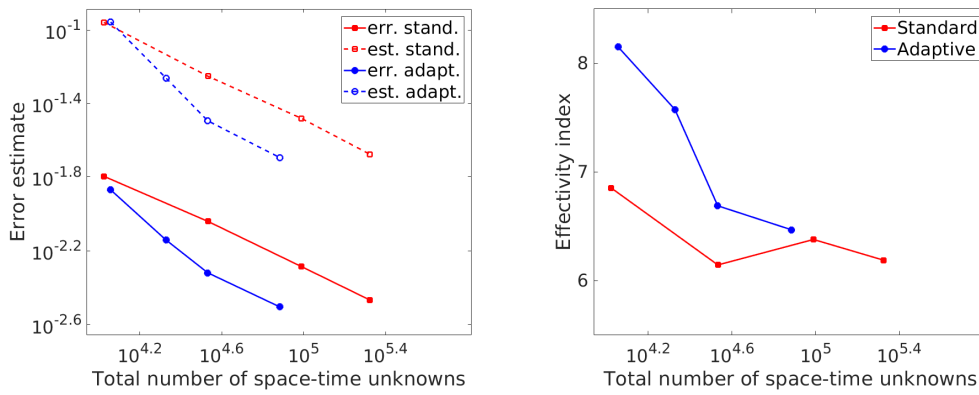 10^-1
10^-1.4
10^-1.8
10^-2.2
10^-2.6
Error estimate
err. stand.
est. stand.
err. adapt.
est. adapt.
10^4.2
10^4.6
10^5
10^5.4
Total number of space-time unknowns
8
7
6
Effectivity index
Standard
Adaptive
10^4.2
10^4.6
10^5
10^5.4
Total number of space-time unknowns